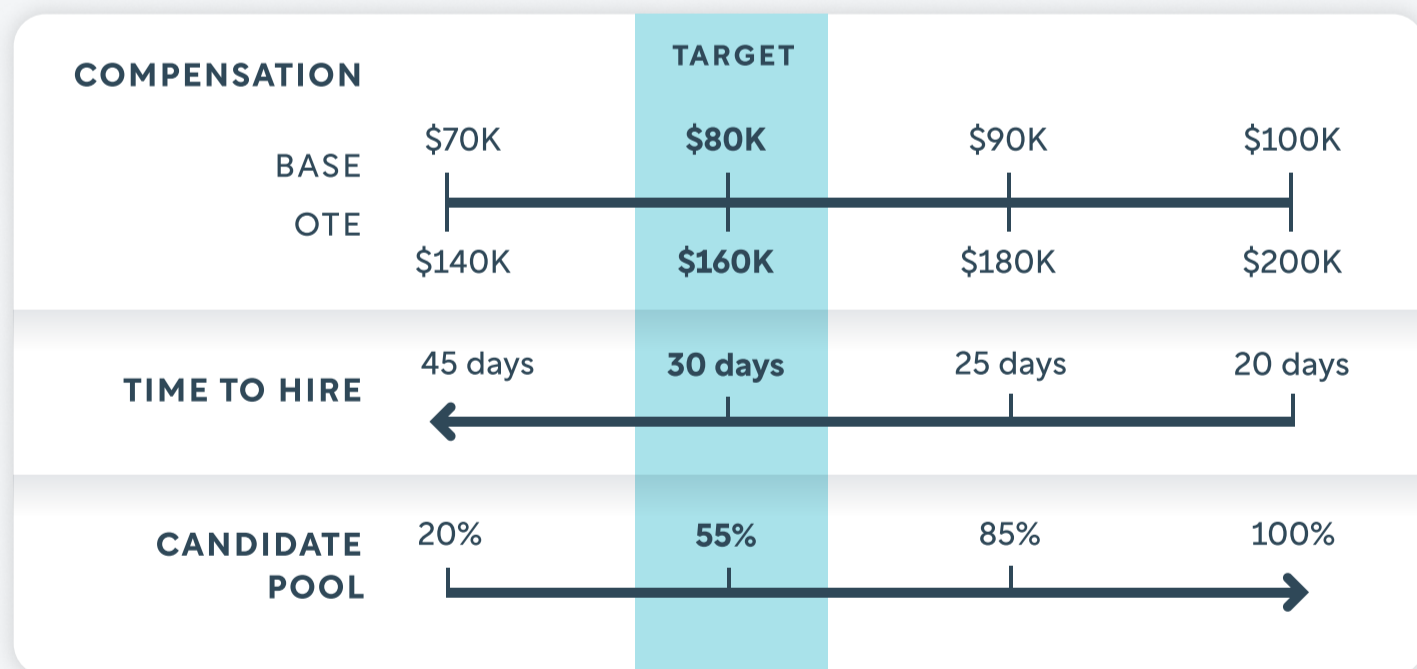 TARGET
COMPENSATION
$70K $80K $90K $100K
BASE
OTE
$140K $160K $180K $200K
45 days 30 days 25 days 20 days
TIME TO HIRE
20% 55% 85% 100%
CANDIDATE
POOL